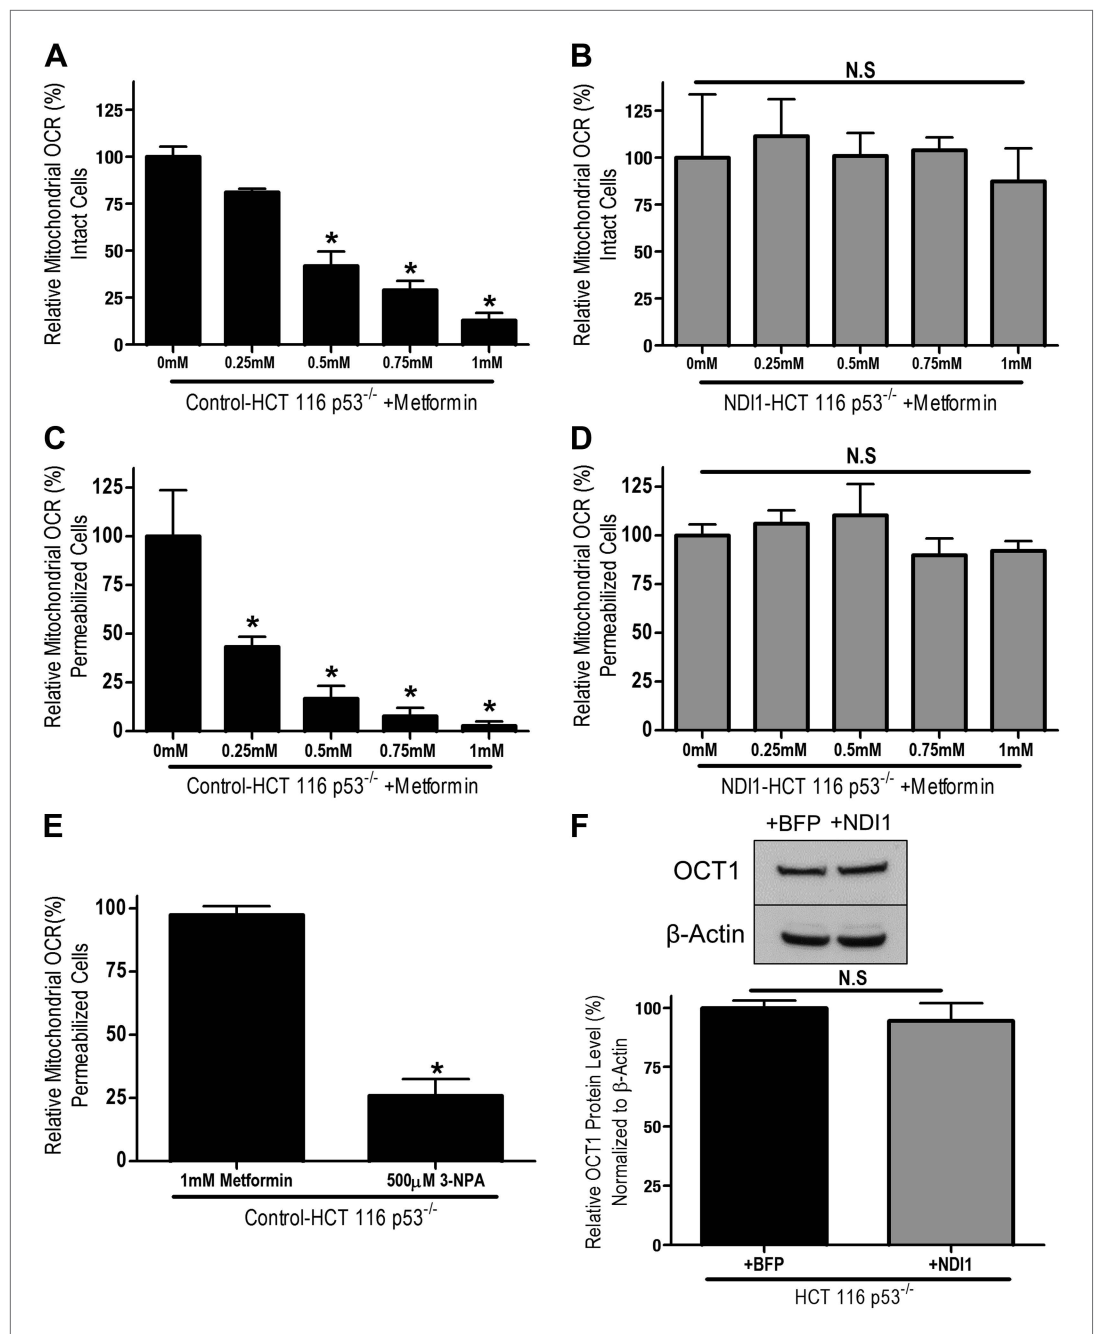 A
Relative Mitochondrial OCR (%)
Intact Cells
125
100
75
50
25
0
*
*
*
0mM 0.25mM 0.5mM 0.75mM 1mM
Control-HCT 116 p53-/- +Metformin
B
N.S
Relative Mitochondrial OCR (%)
Intact Cells
125
100
75
50
25
0
0mM 0.25mM 0.5mM 0.75mM 1mM
NDI1-HCT 116 p53-/- +Metformin
C
Relative Mitochondrial OCR (%)
Permeabilized Cells
125
100
75
50
25
0
*
*
*
*
0mM 0.25mM 0.5mM 0.75mM 1mM
Control-HCT 116 p53-/- +Metformin
D
N.S
Relative Mitochondrial OCR (%)
Permeabilized Cells
125
100
75
50
25
0
0mM 0.25mM 0.5mM 0.75mM 1mM
NDI1-HCT 116 p53-/- +Metformin
E
Relative Mitochondrial OCR(%)
Permeabilized Cells
100
75
50
25
0
*
1mM Metformin 500μM 3-NPA
Control-HCT 116 p53-/-
F
+BFP +NDI1
OCT1
β-Actin
N.S
Relative OCT1 Protein Level (%)
Normalized to β-Actin
100
75
50
25
0
+BFP +NDI1
HCT 116 p53-/-